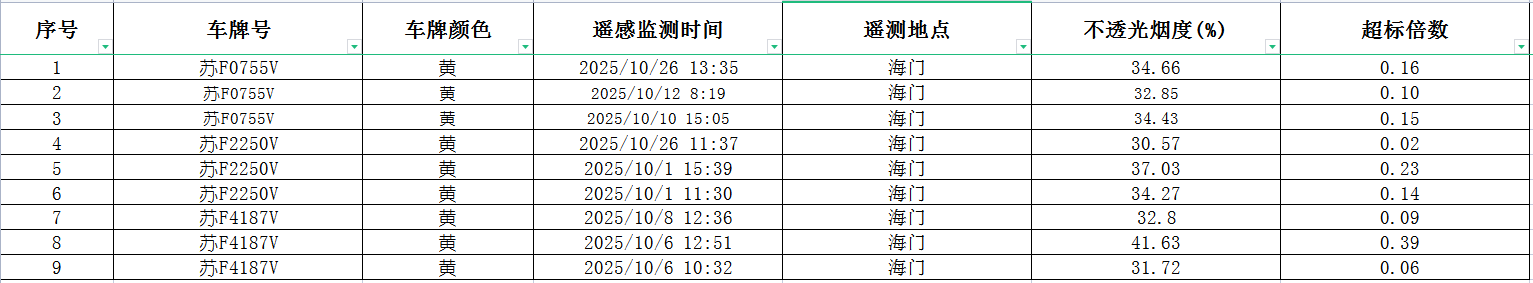 序号 车牌号 车牌颜色 遥感监测时间 遥测地点 不透光烟度(%) 超标倍数
1 苏F0755V 黄 2025/10/26 13:35 海门 34.66 0.16
2 苏F0755V 黄 2025/10/12 8:19 海门 32.85 0.10
3 苏F0755V 黄 2025/10/10 15:05 海门 34.43 0.15
4 苏F2250V 黄 2025/10/26 11:37 海门 30.57 0.02
5 苏F2250V 黄 2025/10/1 15:39 海门 37.03 0.23
6 苏F2250V 黄 2025/10/1 11:30 海门 34.27 0.14
7 苏F4187V 黄 2025/10/8 12:36 海门 32.8 0.09
8 苏F4187V 黄 2025/10/6 12:51 海门 41.63 0.39
9 苏F4187V 黄 2025/10/6 10:32 海门 31.72 0.06